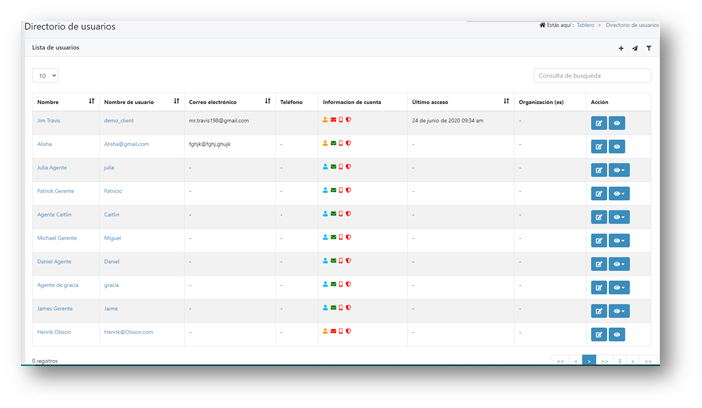 Directorio de usuarios
Estás aquí : Tablero » Directorio de usuarios
Lista de usuarios
10
Consulta de busqueda
Nombre Nombre de usuario Correo electrónico Teléfono Informacion de cuenta Último acceso Organización (es) Acción
Jim Travis demo_client mr.travis198@gmail.com 24 de junio de 2020 09:34 am -
Alisha Alisha@gmail.com fghjk@fghj.ghujk - - -
Julia Agente julia - - - -
Patrick Gerente Patricio - - - -
Agente Caitlin Caitlin - - - -
Michael Gerente Miguel - - - -
Daniel Agente Daniel - - - -
Agente de gracia gracia - - - -
James Gerente Jaime - - - -
Henrik Olsson Henrik@Olsson.com - - - -
0 registros
<< < > >> 3 > >>